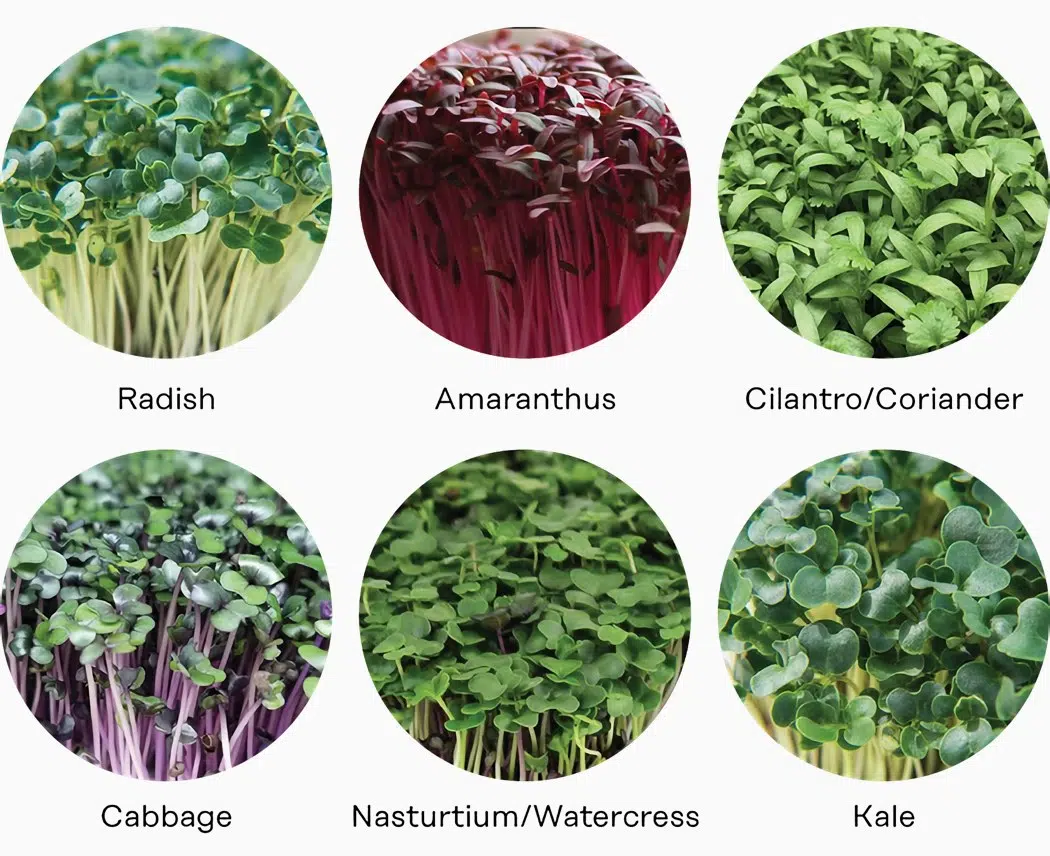 Radish
Amaranthus
Cilantro/Coriander
Cabbage
Nasturtium/Watercress
Kale